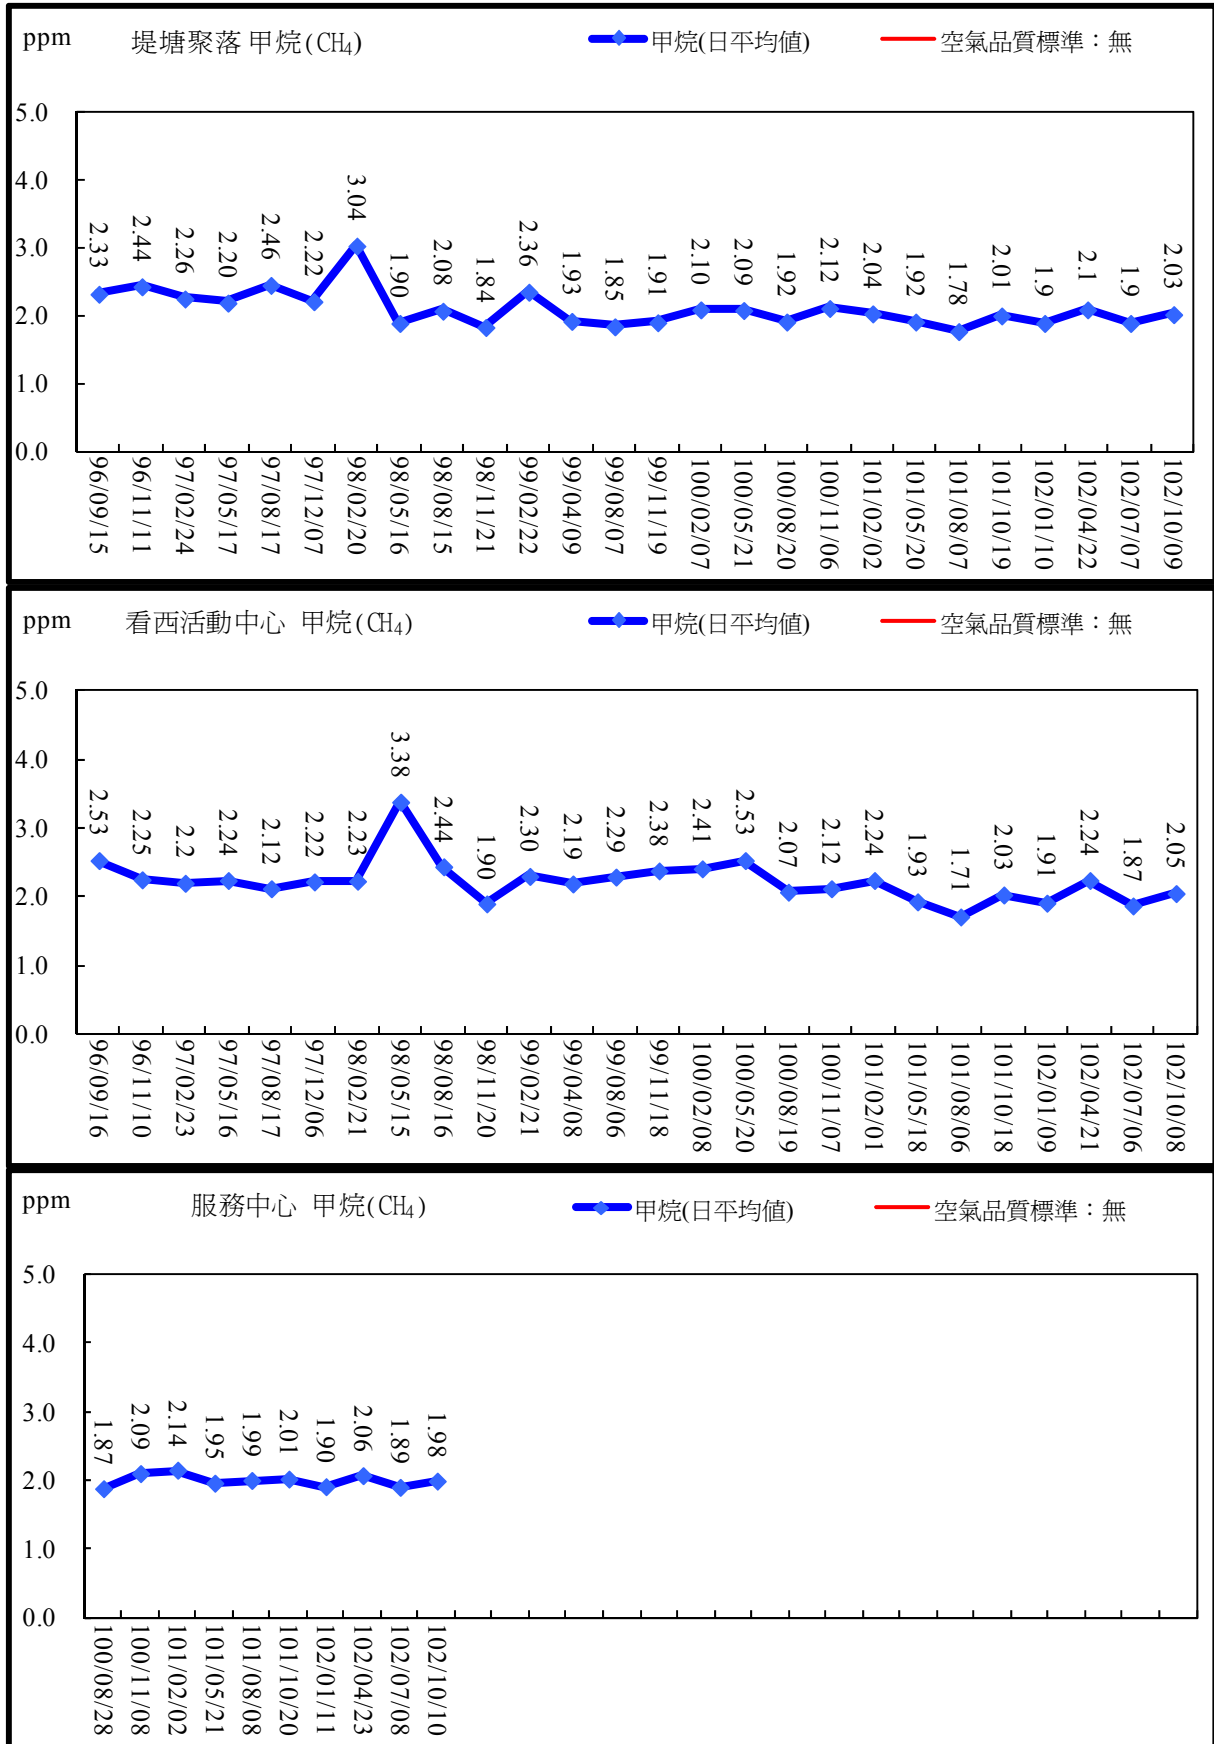 ppm 堤塘聚落 甲烷(CH₄) 甲烷(日平均值) 空氣品質標準：無
5.0
4.0
3.0
2.0
1.0
0.0
2.33 2.44 2.26 2.20 2.46 2.22 3.04 1.90 2.08 1.84 2.36 1.93 1.85 1.91 2.10 2.09 1.92 2.12 2.04 1.92 1.78 2.01 1.9 2.1 1.9 2.03
96/09/15 96/11/11 97/02/24 97/05/17 97/08/17 97/12/07 98/02/20 98/05/16 98/08/15 98/11/21 99/02/22 99/04/09 99/08/07 99/11/19 100/02/07 100/05/21 100/08/20 100/11/06 101/02/02 101/05/20 101/08/07 101/10/19 102/01/10 102/04/22 102/07/07 102/10/09
ppm 看西活動中心 甲烷(CH₄) 甲烷(日平均值) 空氣品質標準：無
5.0
4.0
3.0
2.0
1.0
0.0
2.53 2.25 2.2 2.24 2.12 2.22 2.23 3.38 2.44 1.90 2.30 2.19 2.29 2.38 2.41 2.53 2.07 2.12 2.24 1.93 1.71 2.03 1.91 2.24 1.87 2.05
96/09/16 96/11/10 97/02/23 97/05/16 97/08/17 97/12/06 98/02/21 98/05/15 98/08/16 98/11/20 99/02/21 99/04/08 99/08/06 99/11/18 100/02/08 100/05/20 100/08/19 100/11/07 101/02/01 101/05/18 101/08/06 101/10/18 102/01/09 102/04/21 102/07/06 102/10/08
ppm 服務中心 甲烷(CH₄) 甲烷(日平均值) 空氣品質標準：無
5.0
4.0
3.0
2.0
1.0
0.0
1.87 2.09 2.14 1.95 1.99 2.01 1.90 2.06 1.89 1.98
100/08/28 100/11/08 101/02/02 101/05/21 101/08/08 101/10/20 102/01/11 102/04/23 102/07/08 102/10/10